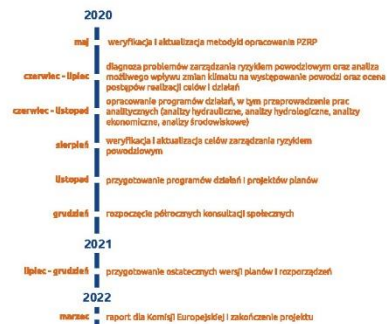 2020
maj weryfikacja i aktualizacja metodyki opracowania PZRP
czerwiec - lipiec diagnoza problemów zarządzania ryzykiem powodziowym oraz analiza
możliwego wpływu zmian klimatu na występowanie powodzi oraz ocena
postępów realizacji celów i działań
czerwiec - listopad opracowanie programów działań, w tym przeprowadzenie prac
analitycznych (analizy hydrauliczne, analizy hydrologiczne, analizy
ekonomiczne, analizy środowiskowe)
sierpień weryfikacja i aktualizacja celów zarządzania ryzykiem
powodziowym
listopad przygotowanie programów działań i projektów planów
grudzień rozpoczęcie półrocznych konsultacji społecznych
2021
lipiec - grudzień przygotowanie ostatecznych wersji planów i rozporządzeń
2022
marzec raport dla Komisji Europejskiej i zakończenie projektu